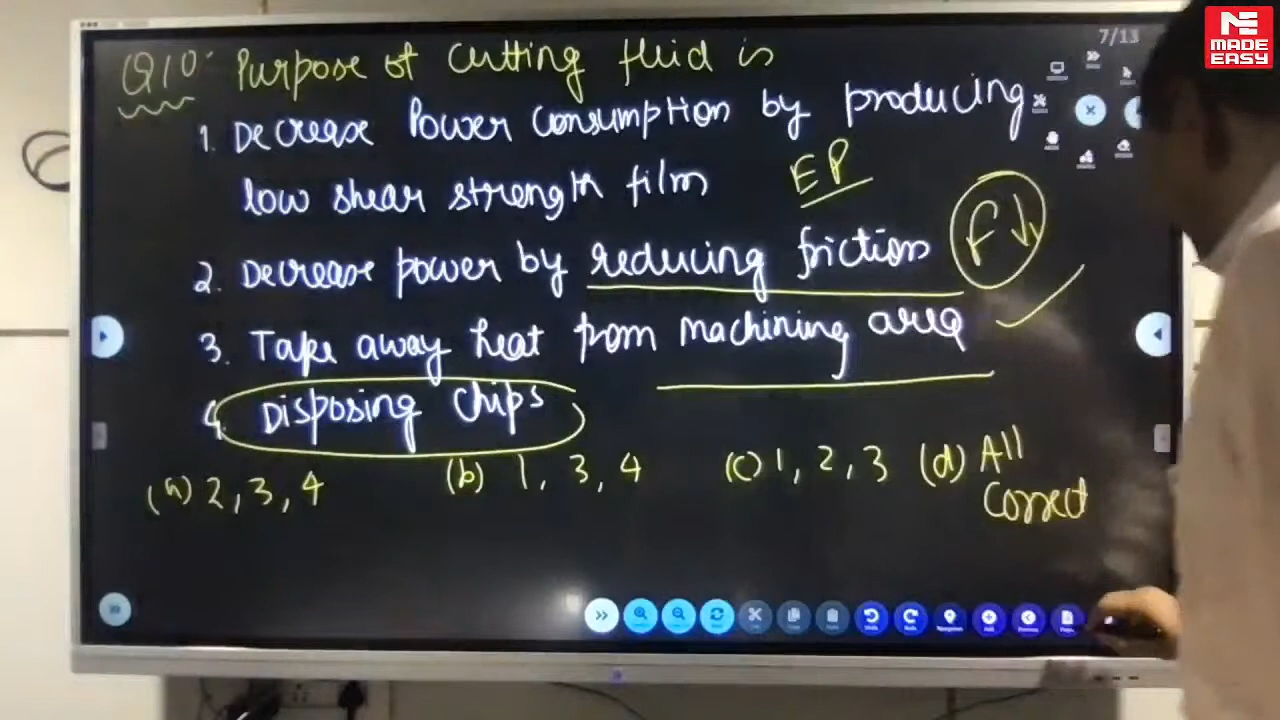 ME
MADE
EASY
7/13
Q10. Purpose of Cutting fluid is
1. Decrease Power Consumption by producing
low shear strength film EP
2. Decrease power by reducing friction F↓
3. Take away heat from machining area
4. Disposing Chips
(a) 2, 3, 4 (b) 1, 3, 4 (c) 1, 2, 3 (d) All
Correct